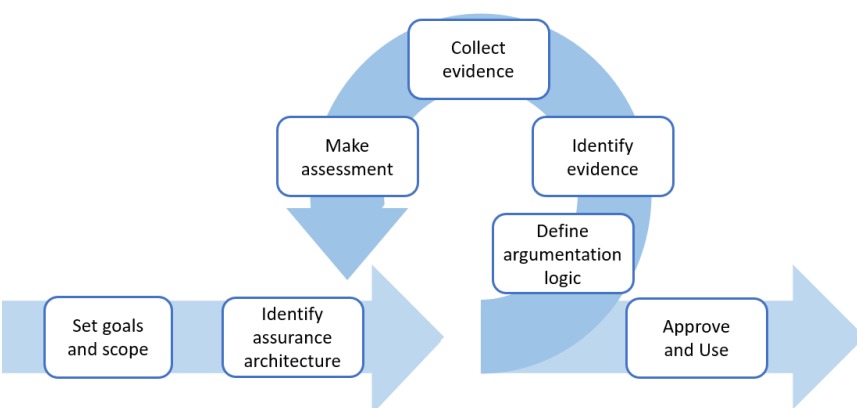 Collect
evidence
Make
assessment
Identify
evidence
Define
argumentation
logic
Set goals
and scope
Identify
assurance
architecture
Approve
and Use